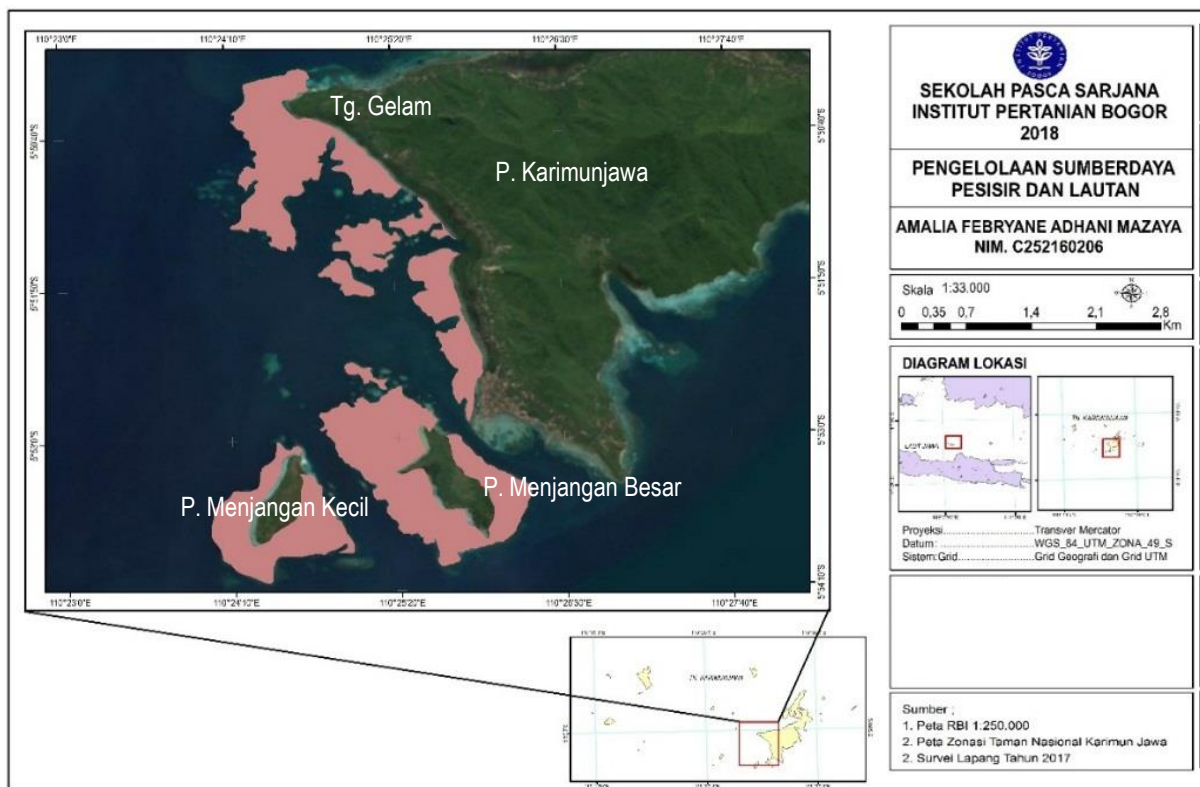 110°23'0"E 110°24'10"E 110°25'20"E 110°26'30"E 110°27'40"E
Tg. Gelam
P. Karimunjawa
P. Menjangan Besar
P. Menjangan Kecil
5°50'40"S
5°51'50"S
5°50'40"S
5°51'50"S
5°54'10"S
110°23'0"E 110°24'10"E 110°25'20"E 110°26'30"E 110°27'40"E
SEKOLAH PASCA SARJANA
INSTITUT PERTANIAN BOGOR
2018
PENGELOLAAN SUMBERDAYA
PESISIR DAN LAUTAN
AMALIA FEBRYANE ADHANI MAZAYA
NIM. C252160206
Skala 1:33.000
0 0,35 0,7 1,4 2,1 2,8
Km
DIAGRAM LOKASI
Proyeksi Transver Mercator
Datum : WGS_84_UTM_ZONA_49_S
Sistem Grid Grid Geografi dan Grid UTM
Sumber ;
1. Peta RBI 1:250.000
2. Peta Zonasi Taman Nasional Karimun Jawa
2. Survei Lapang Tahun 2017